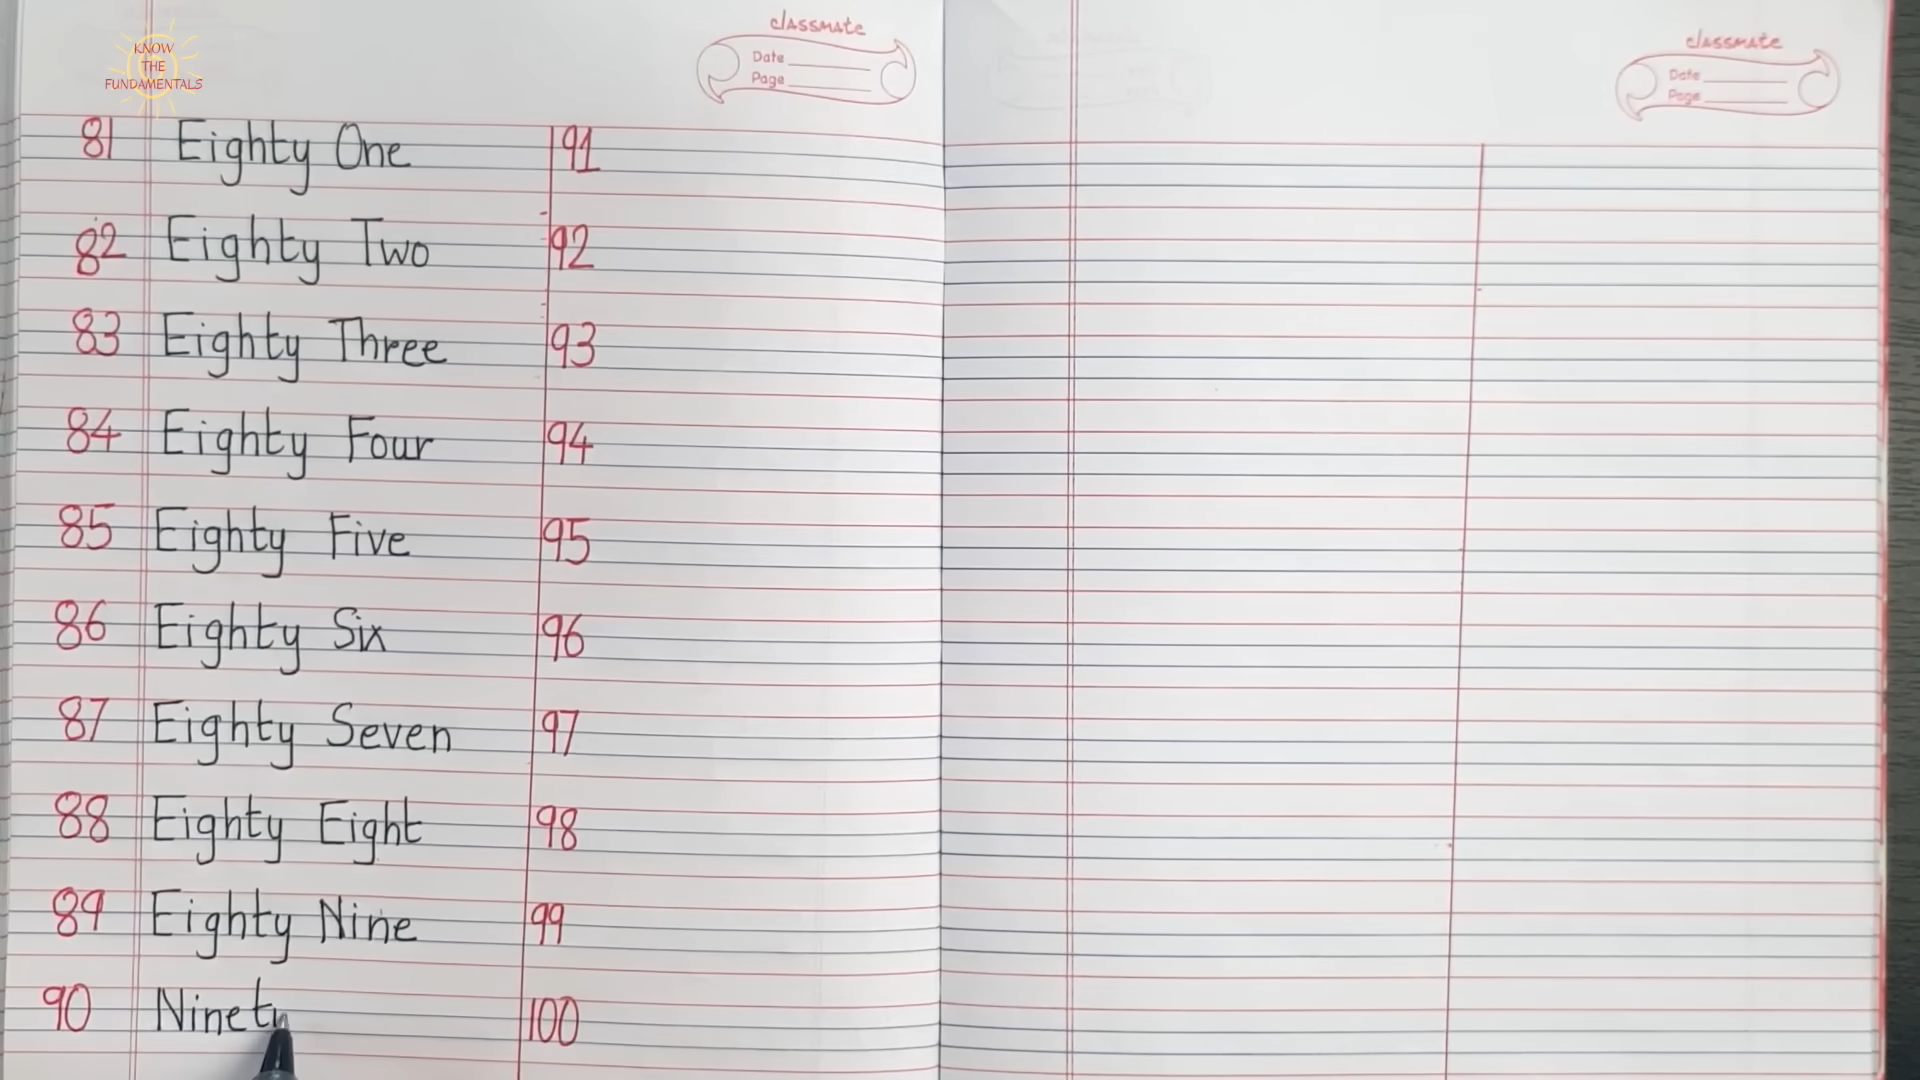 KNOW
THE
FUNDAMENTALS
classmate
Date
Page
classmate
Date
Page
81 Eighty One 91
82 Eighty Two 92
83 Eighty Three 93
84 Eighty Four 94
85 Eighty Five 95
86 Eighty Six 96
87 Eighty Seven 97
88 Eighty Eight 98
89 Eighty Nine 99
90 Ninety 100